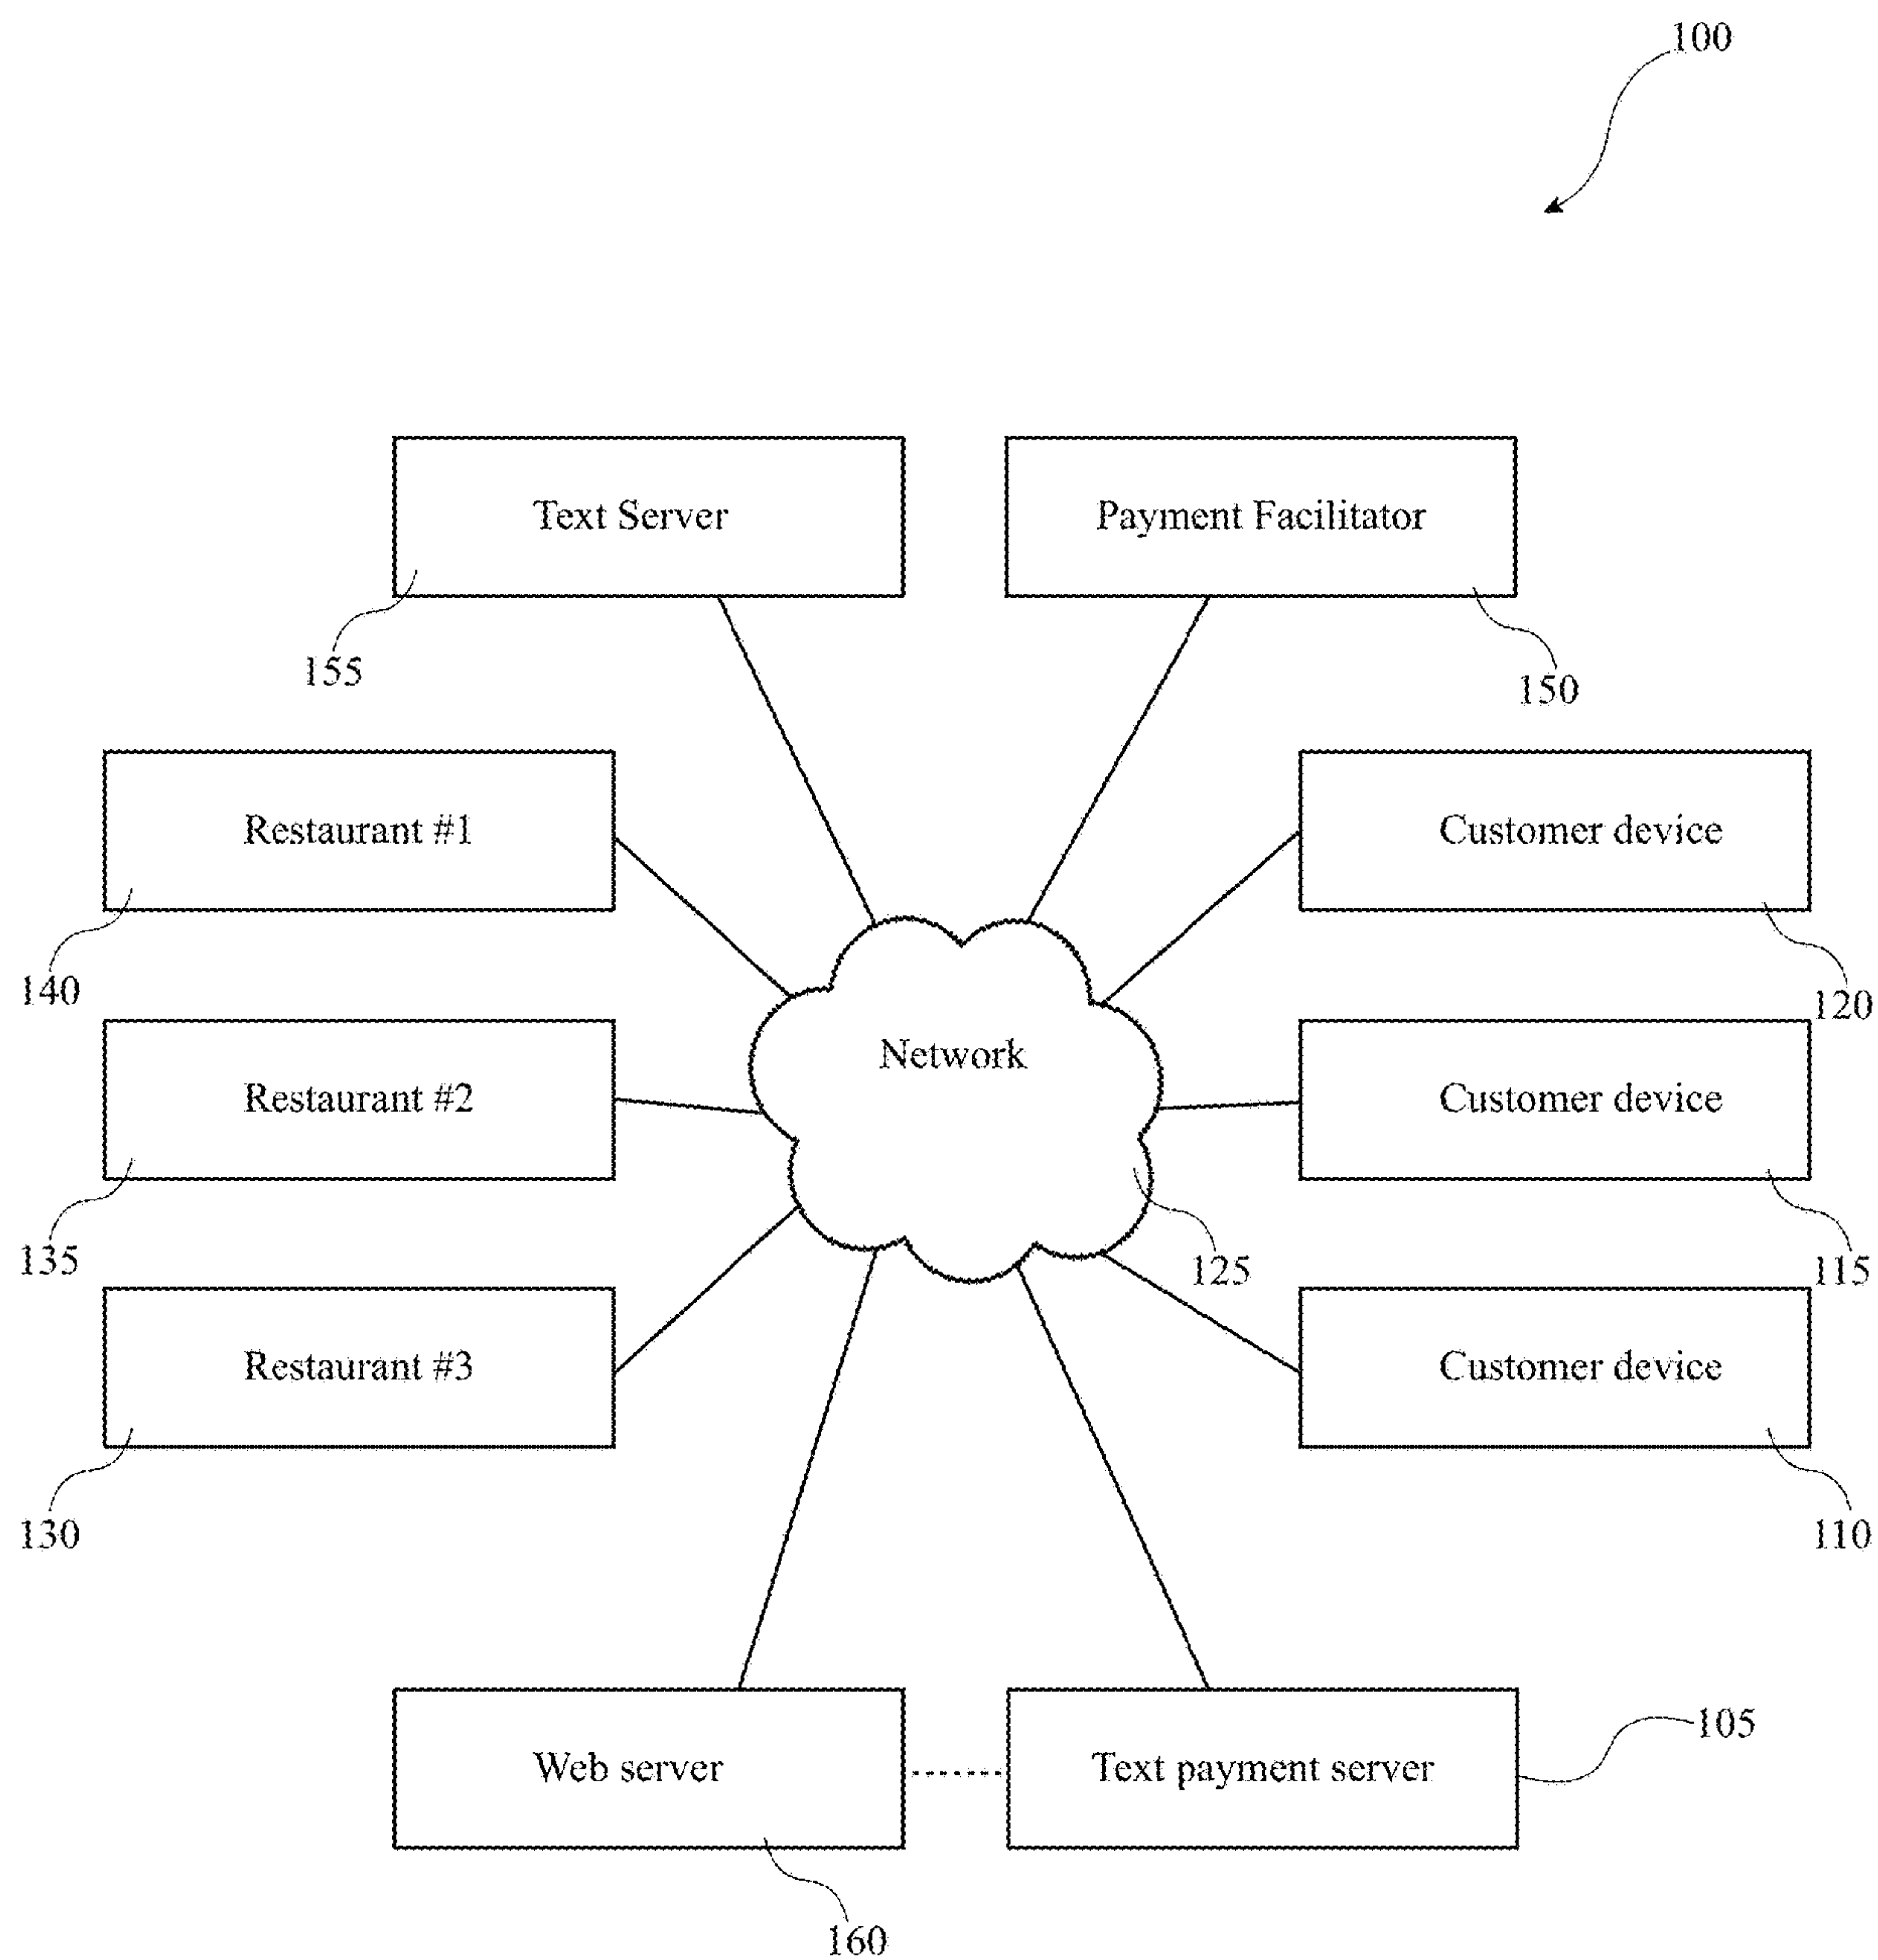 100
Text Server
Payment Facilitator
155
150
Restaurant #1
Customer device
140
120
Network
Restaurant #2
Customer device
135
125
115
Restaurant #3
Customer device
130
110
105
Web server
Text payment server
160